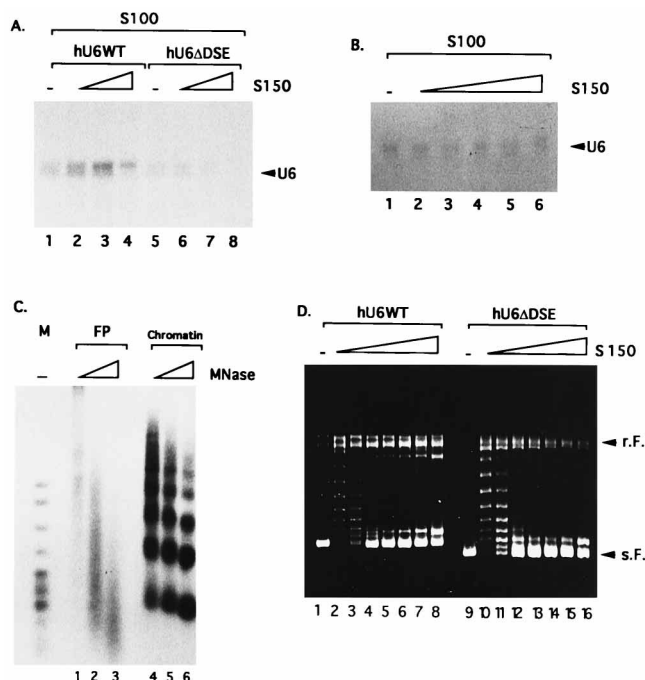 A.
S100
hU6WT hU6ΔDSE
- - S150
◄U6
1 2 3 4 5 6 7 8
B.
S100
- S150
◄U6
1 2 3 4 5 6
C.
M FP Chromatin
- MNase
1 2 3 4 5 6
D.
hU6WT hU6ΔDSE
- - S150
◄ r.F.
◄ s.F.
1 2 3 4 5 6 7 8 9 10 11 12 13 14 15 16